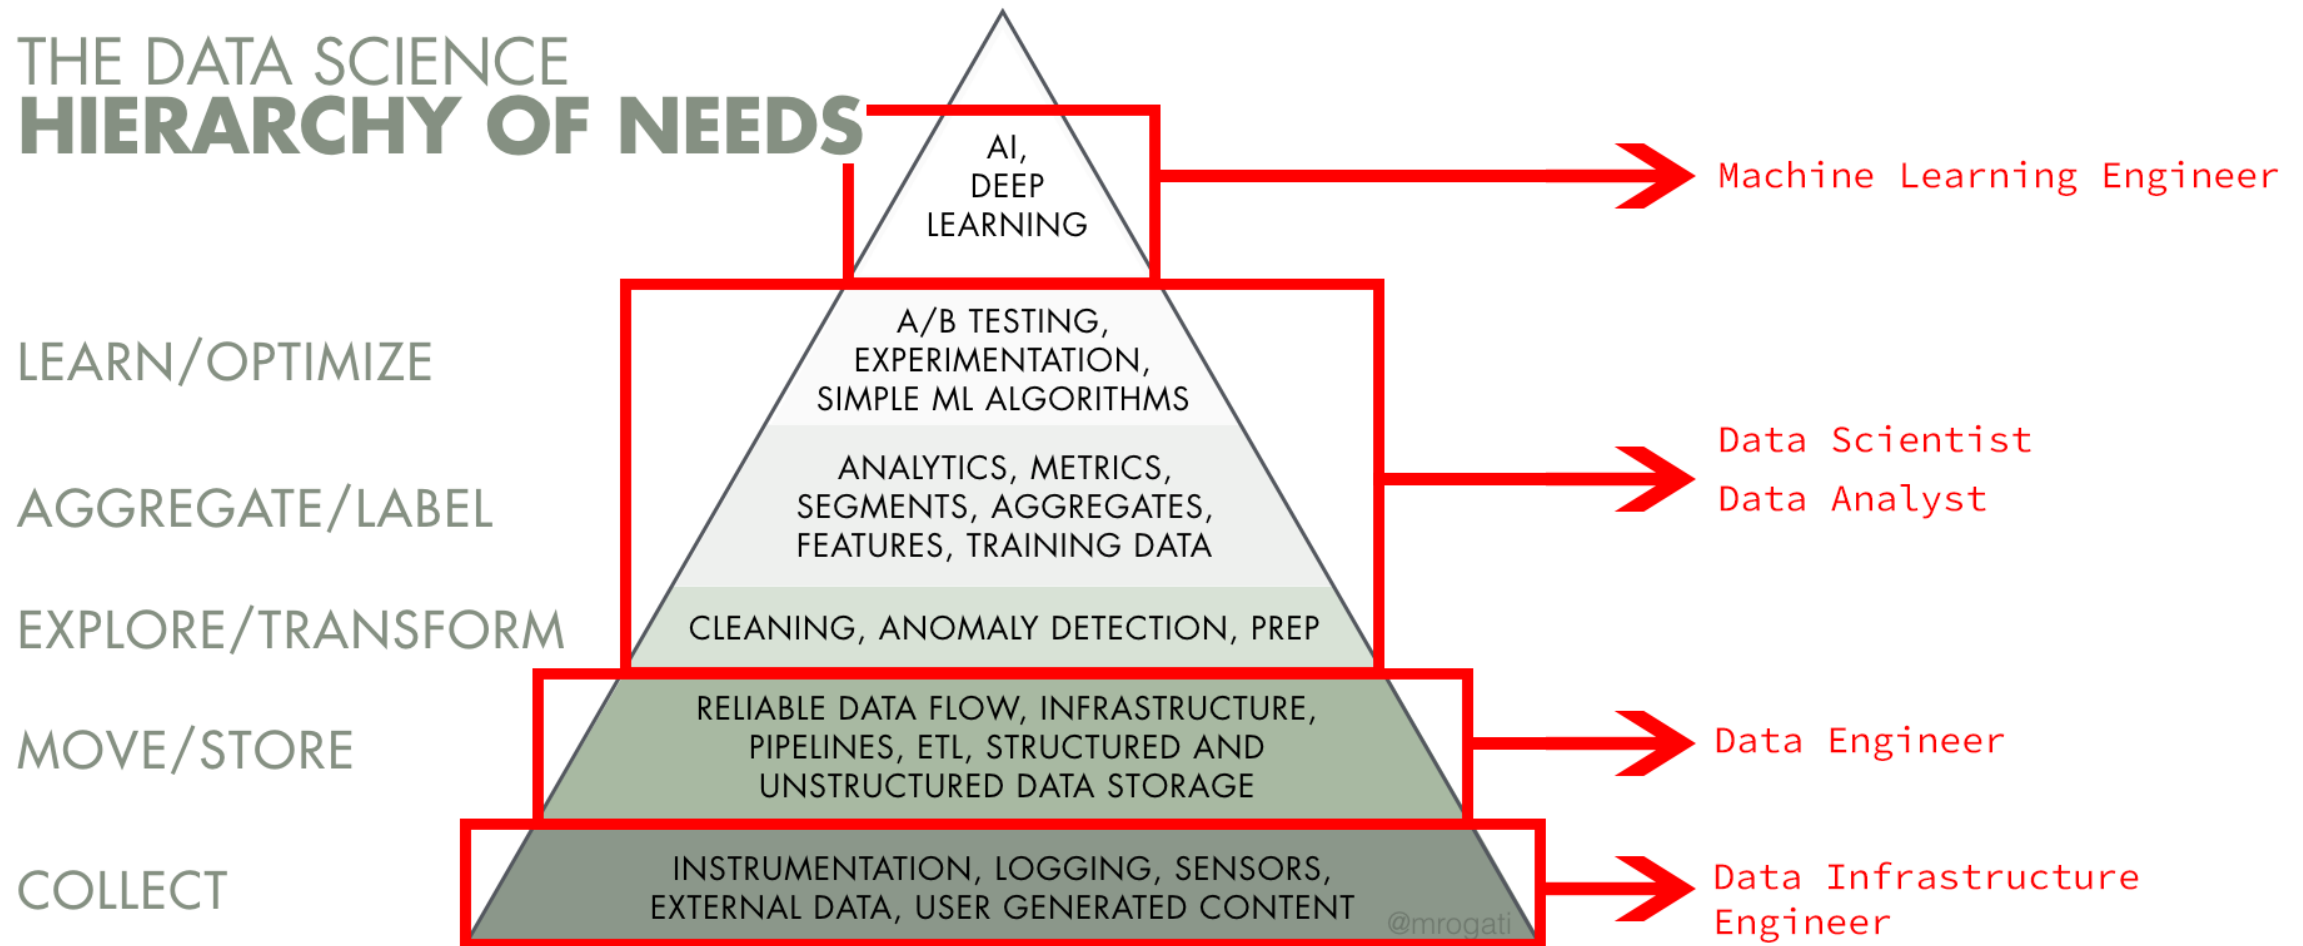 THE DATA SCIENCE
HIERARCHY OF NEEDS
AI,
DEEP
LEARNING
Machine Learning Engineer
LEARN/OPTIMIZE
A/B TESTING,
EXPERIMENTATION,
SIMPLE ML ALGORITHMS
AGGREGATE/LABEL
ANALYTICS, METRICS,
SEGMENTS, AGGREGATES,
FEATURES, TRAINING DATA
Data Scientist
Data Analyst
EXPLORE/TRANSFORM
CLEANING, ANOMALY DETECTION, PREP
MOVE/STORE
RELIABLE DATA FLOW, INFRASTRUCTURE,
PIPELINES, ETL, STRUCTURED AND
UNSTRUCTURED DATA STORAGE
Data Engineer
COLLECT
INSTRUMENTATION, LOGGING, SENSORS,
EXTERNAL DATA, USER GENERATED CONTENT
@mrogati
Data Infrastructure
Engineer